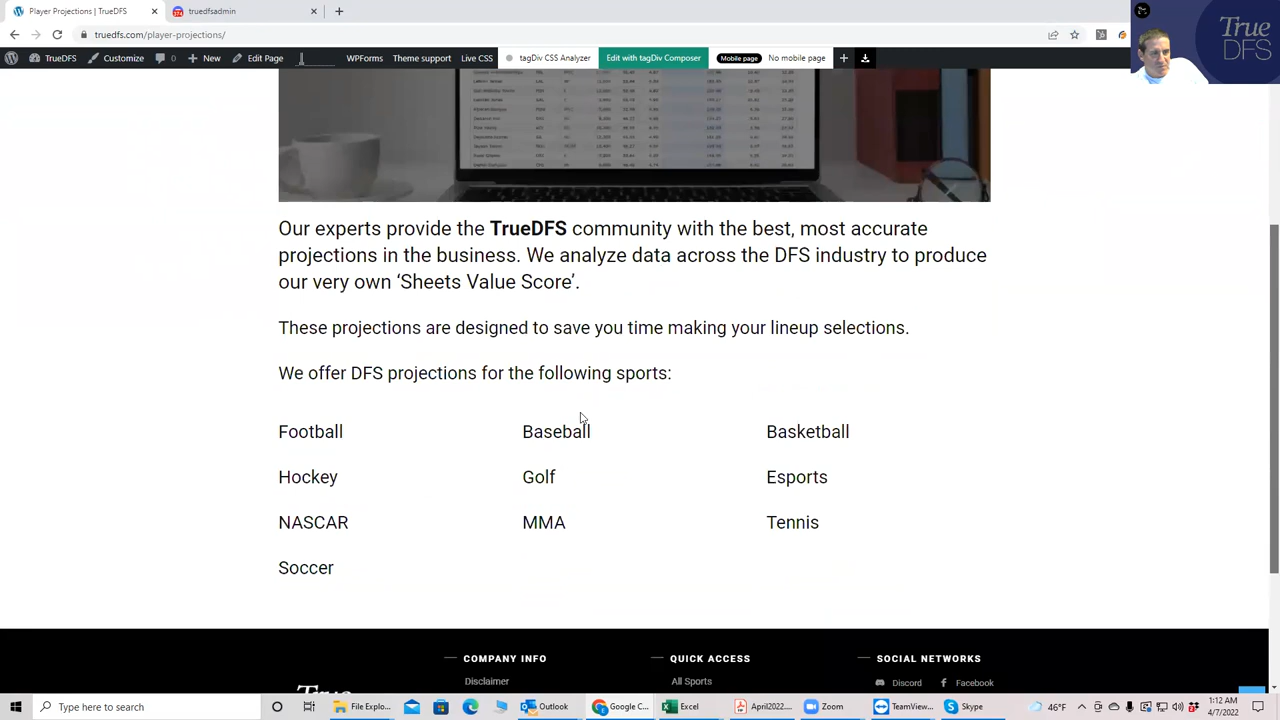 Player Projections | TrueDFS
truedfsadmin
truedfs.com/player-projections/
TrueDFS Customize 0 New Edit Page WPForms Theme support Live CSS tagDiv CSS Analyzer Edit with tagDiv Composer Mobile page No mobile page
True
DFS
Our experts provide the TrueDFS community with the best, most accurate
projections in the business. We analyze data across the DFS industry to produce
our very own ‘Sheets Value Score’.
These projections are designed to save you time making your lineup selections.
We offer DFS projections for the following sports:
Football Baseball Basketball
Hockey Golf Esports
NASCAR MMA Tennis
Soccer
COMPANY INFO QUICK ACCESS SOCIAL NETWORKS
Disclaimer All Sports Discord Facebook
True
Type here to search File Explo... Outlook Google C... Excel April2022.... Zoom TeamView... Skype 46°F 1:12 AM
4/7/2022